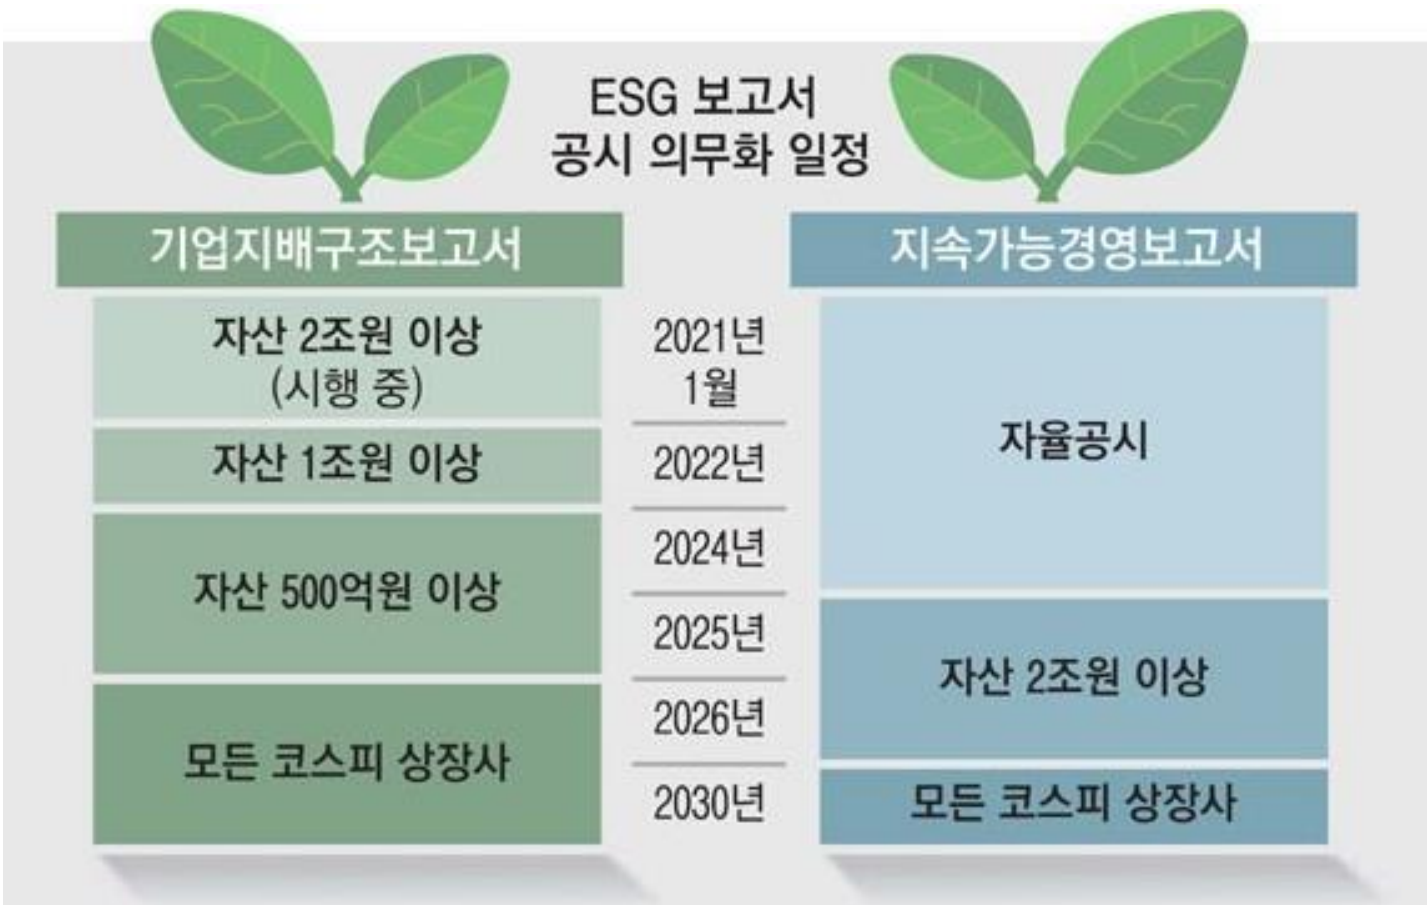 ESG 보고서
공시 의무화 일정
기업지배구조보고서
지속가능경영보고서
자산 2조원 이상
(시행 중)
2021년
1월
자율공시
자산 1조원 이상
2022년
자산 500억원 이상
2024년
2025년
자산 2조원 이상
모든 코스피 상장사
2026년
2030년
모든 코스피 상장사